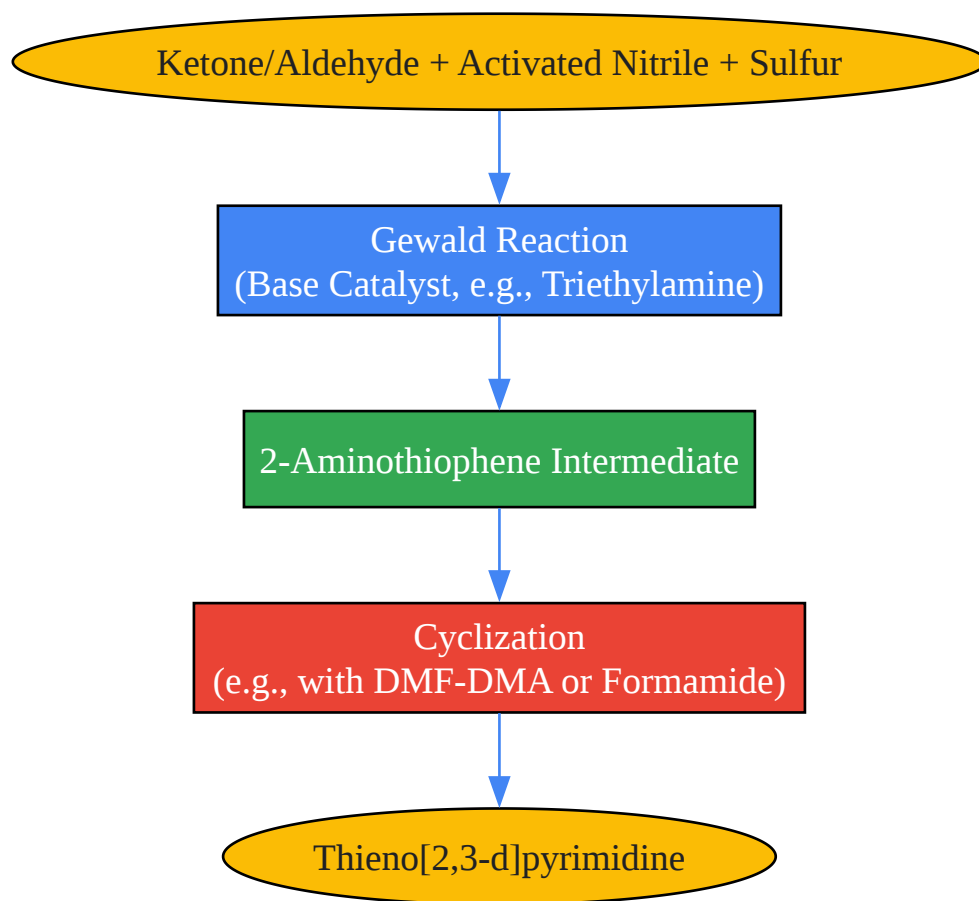 Ketone/Aldehyde + Activated Nitrile + Sulfur
Gewald Reaction
(Base Catalyst, e.g., Triethylamine)
2-Aminothiophene Intermediate
Cyclization
(e.g., with DMF-DMA or Formamide)
Thieno[2,3-d]pyrimidine